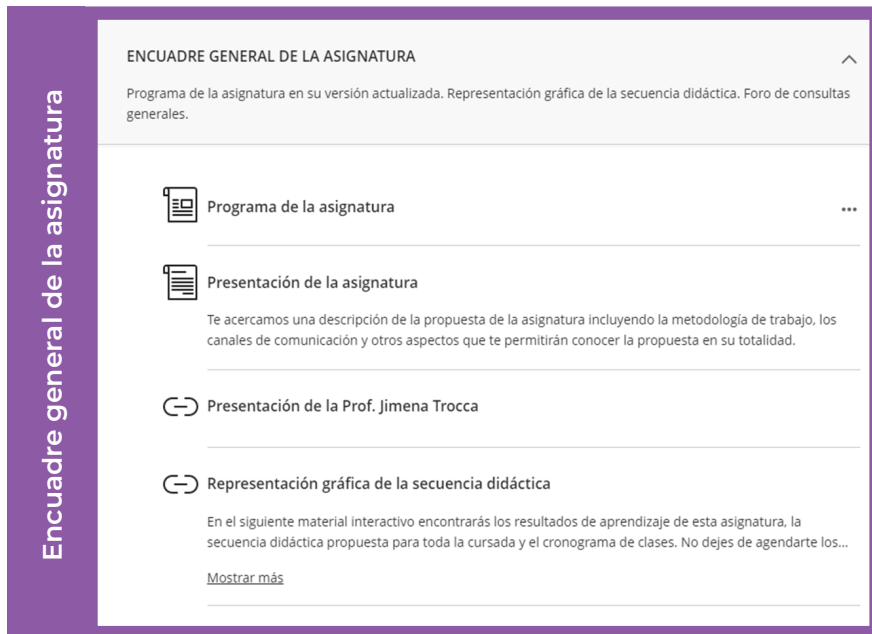 Encuadre general de la asignatura
ENCUADRE GENERAL DE LA ASIGNATURA
Programa de la asignatura en su versión actualizada. Representación gráfica de la secuencia didáctica. Foro de consultas
generales.
Programa de la asignatura
Presentación de la asignatura
Te acercamos una descripción de la propuesta de la asignatura incluyendo la metodología de trabajo, los
canales de comunicación y otros aspectos que te permitirán conocer la propuesta en su totalidad.
Presentación de la Prof. Jimena Trocca
Representación gráfica de la secuencia didáctica
En el siguiente material interactivo encontrarás los resultados de aprendizaje de esta asignatura, la
secuencia didáctica propuesta para toda la cursada y el cronograma de clases. No dejes de agendarte los...
Mostrar más